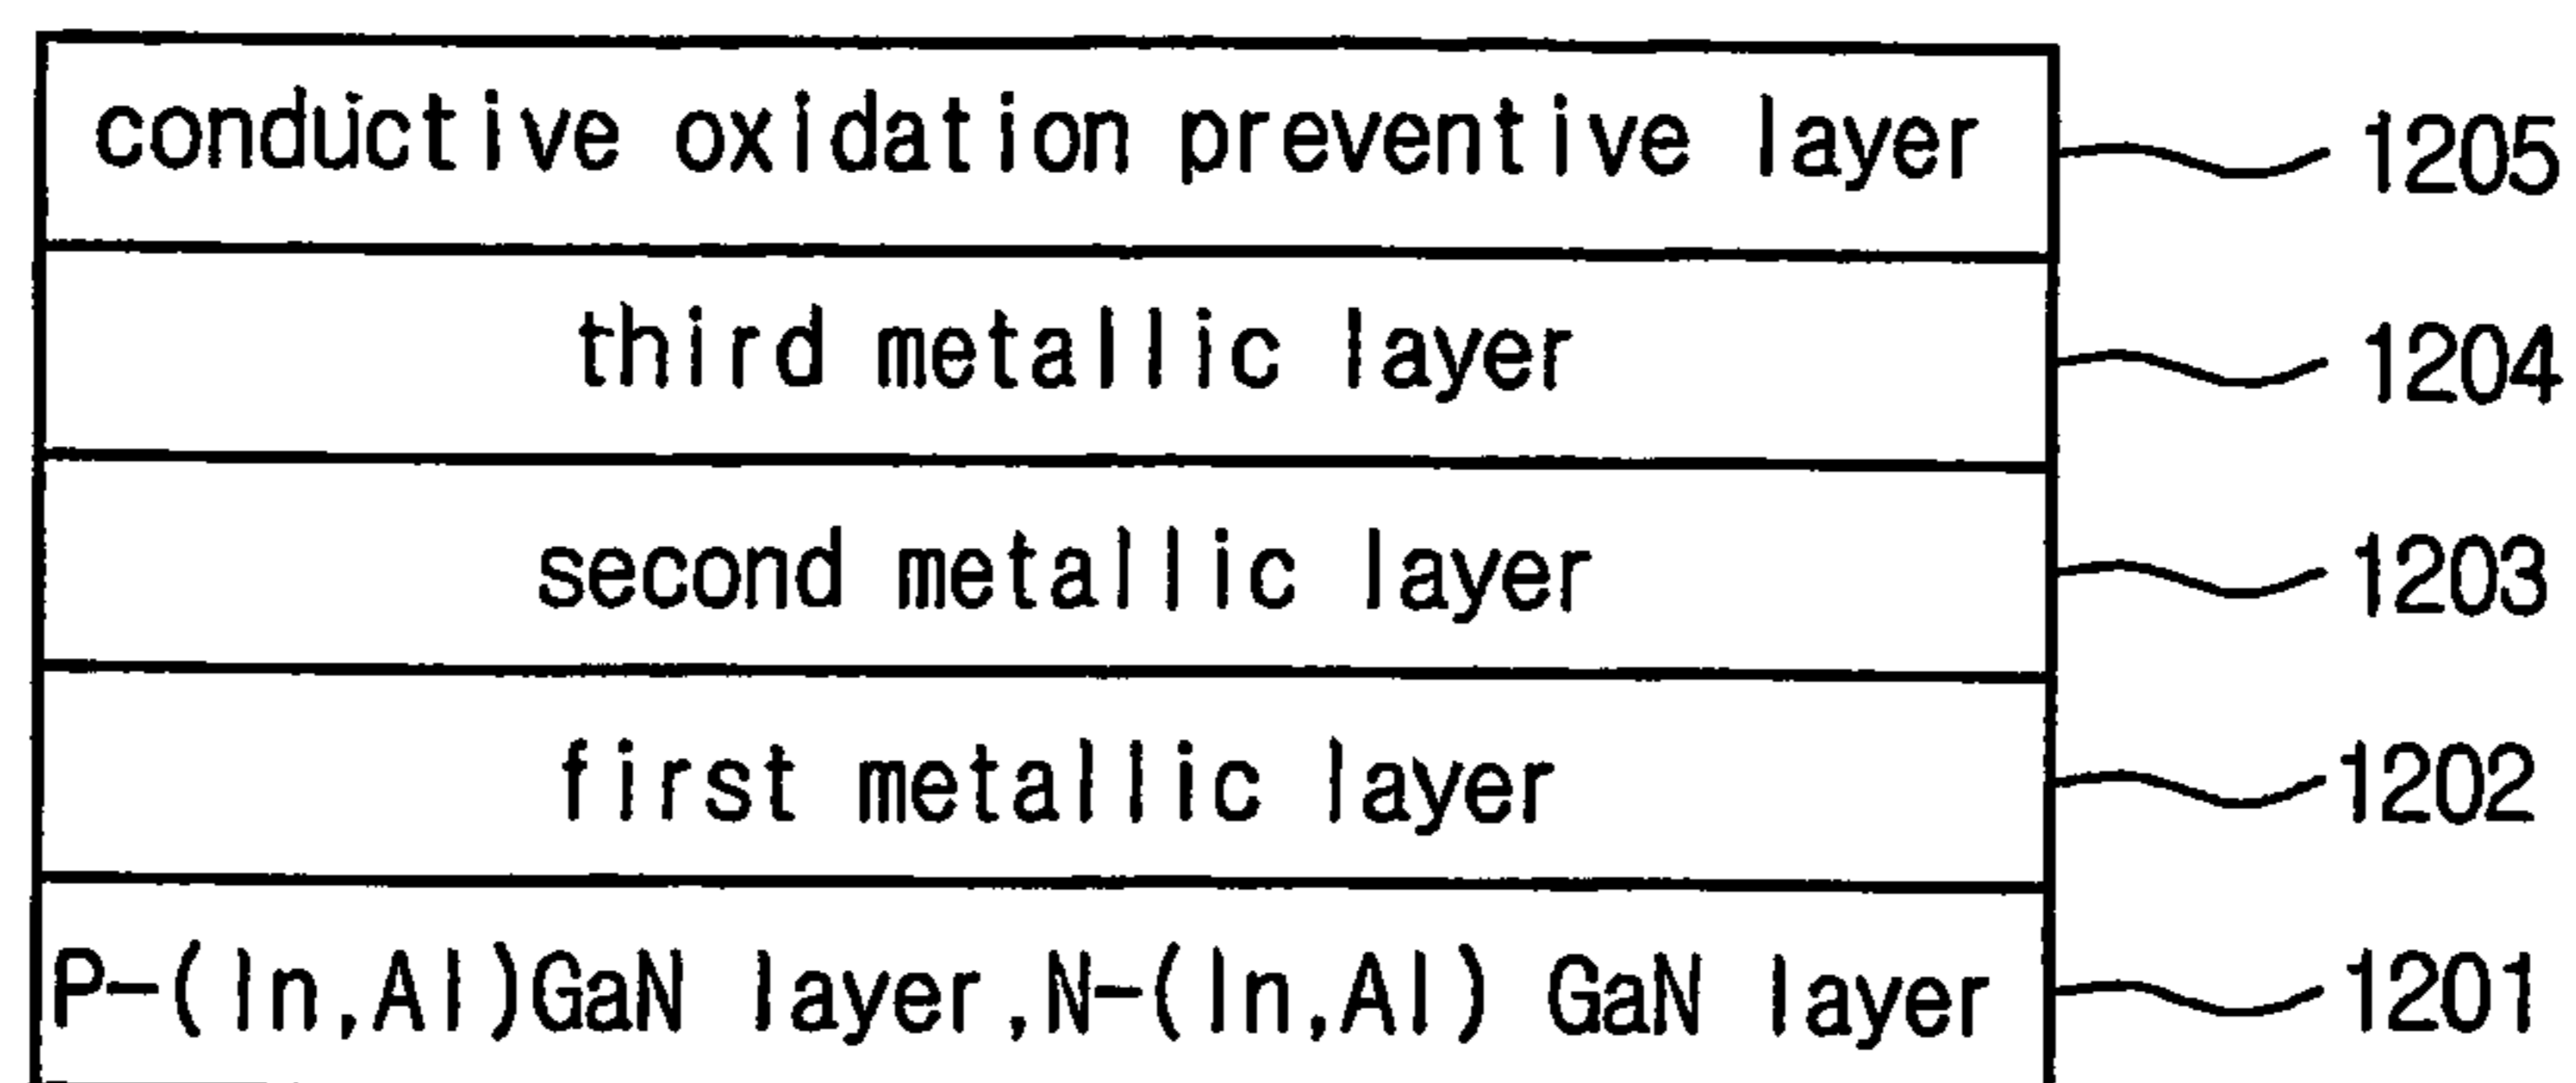 conductive oxidation preventive layer 1205
third metallic layer 1204
second metallic layer 1203
first metallic layer 1202
P-(In,Al)GaN layer,N-(In,Al) GaN layer 1201